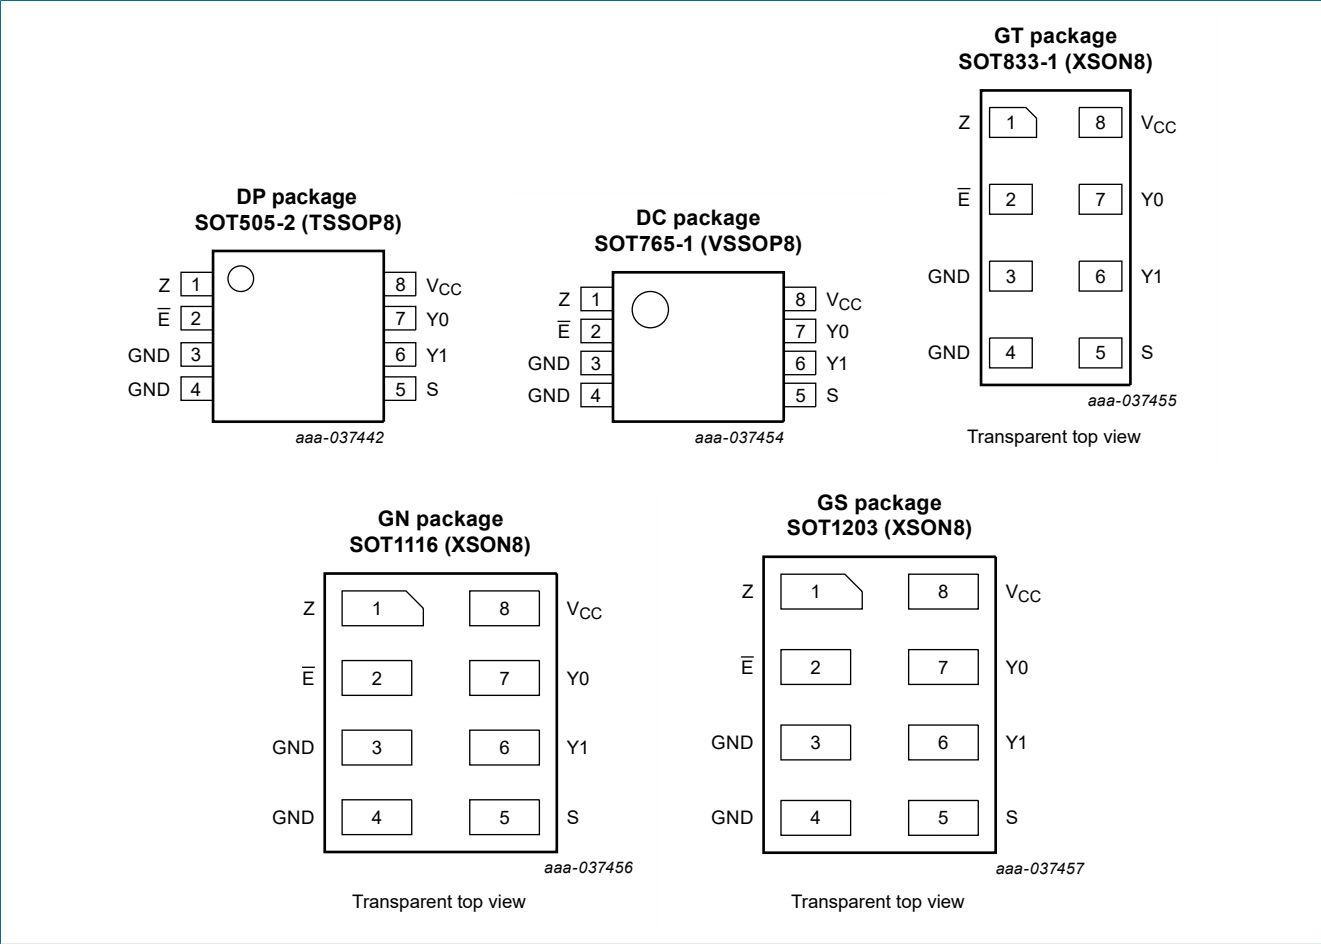 DP package
SOT505-2 (TSSOP8)
Z 1 8 VCC
E̅ 2 7 Y0
GND 3 6 Y1
GND 4 5 S
aaa-037442
DC package
SOT765-1 (VSSOP8)
Z 1 8 VCC
E̅ 2 7 Y0
GND 3 6 Y1
GND 4 5 S
aaa-037454
GT package
SOT833-1 (XSON8)
Z 1 8 VCC
E̅ 2 7 Y0
GND 3 6 Y1
GND 4 5 S
aaa-037455
Transparent top view
GN package
SOT1116 (XSON8)
Z 1 8 VCC
E̅ 2 7 Y0
GND 3 6 Y1
GND 4 5 S
aaa-037456
Transparent top view
GS package
SOT1203 (XSON8)
Z 1 8 VCC
E̅ 2 7 Y0
GND 3 6 Y1
GND 4 5 S
aaa-037457
Transparent top view